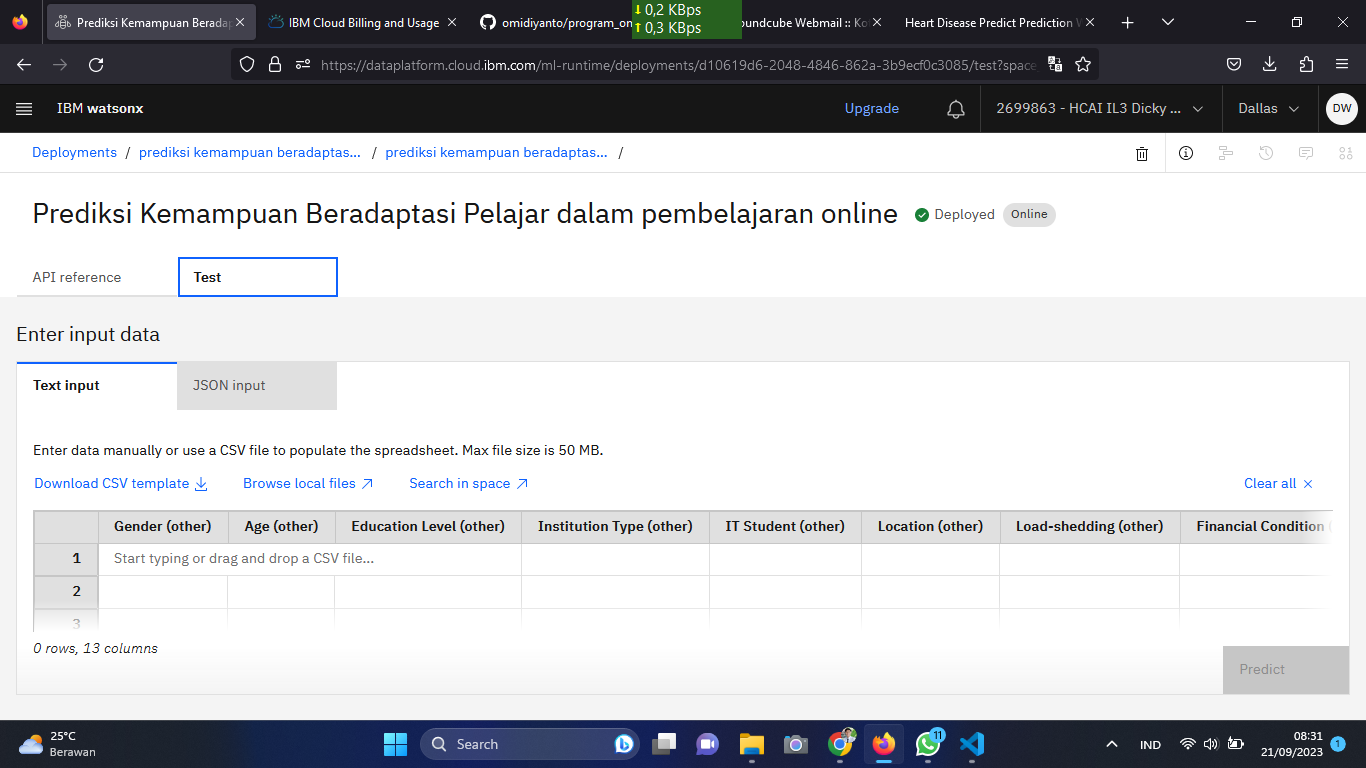 Prediksi Kemampuan Beradap
IBM Cloud Billing and Usage
omidiyanto/program_on
0,2 KBps
0,3 KBps
oundcube Webmail :: Ko
Heart Disease Predict Prediction W
https://dataplatform.cloud.ibm.com/ml-runtime/deployments/d10619d6-2048-4846-862a-3b9ecf0c3085/test?space
IBM watsonx
Upgrade
2699863 - HCAI IL3 Dicky ...
Dallas
DW
Deployments / prediksi kemampuan beradaptas... / prediksi kemampuan beradaptas... /
Prediksi Kemampuan Beradaptasi Pelajar dalam pembelajaran online
Deployed
Online
API reference
Test
Enter input data
Text input
JSON input
Enter data manually or use a CSV file to populate the spreadsheet. Max file size is 50 MB.
Download CSV template
Browse local files
Search in space
Clear all
Gender (other) Age (other) Education Level (other) Institution Type (other) IT Student (other) Location (other) Load-shedding (other) Financial Condition (
1 Start typing or drag and drop a CSV file...
2
3
0 rows, 13 columns
Predict
25°C
Berawan
Search
11
IND
08:31
21/09/2023
1